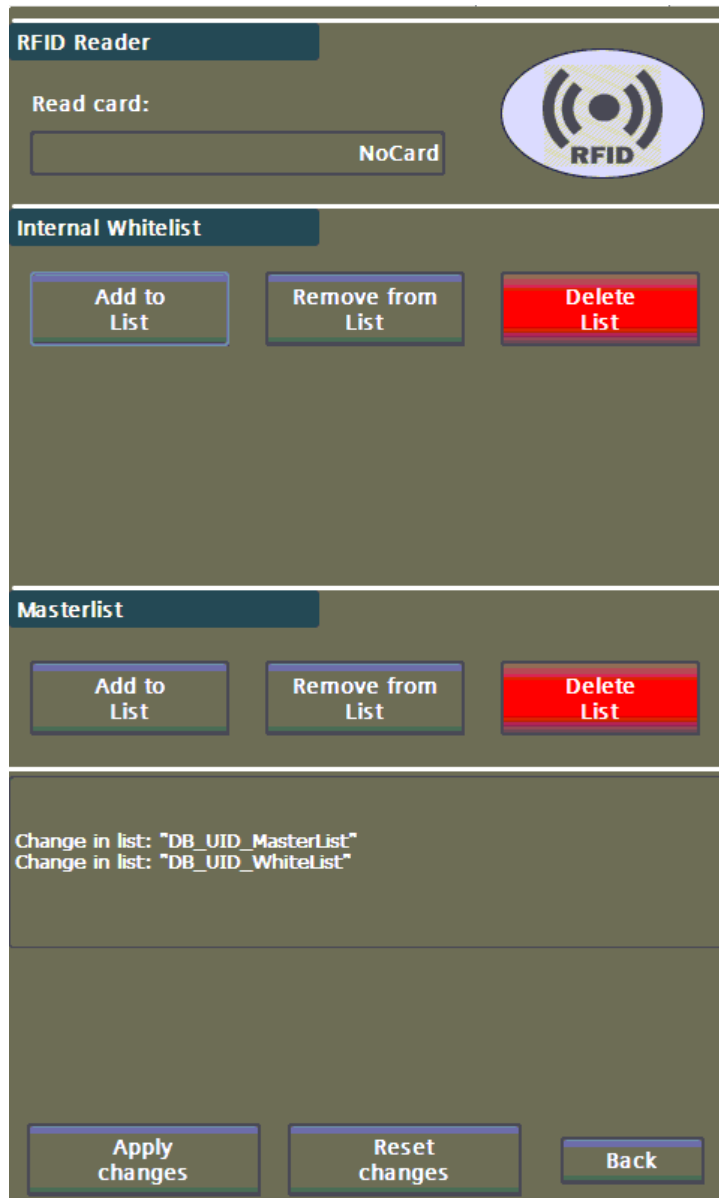 RFID Reader
Read card:
NoCard
RFID
Internal Whitelist
Add to
List
Remove from
List
Delete
List
Masterlist
Add to
List
Remove from
List
Delete
List
Change in list: "DB_UID_MasterList"
Change in list: "DB_UID_WhiteList"
Apply
changes
Reset
changes
Back